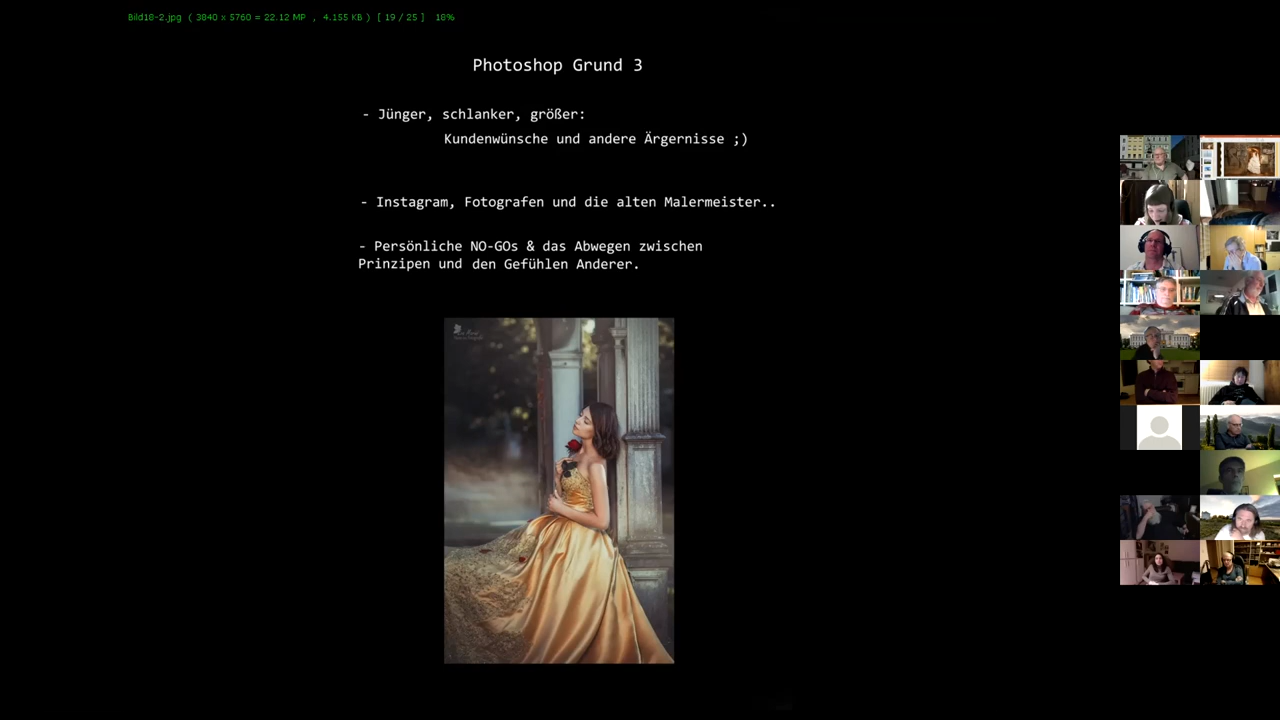 Bild10-2.jpg ( 3840 x 5760 = 22.12 MP , 4.155 KB ) [ 19 / 25 ] 10%
Photoshop Grund 3
- Jünger, schlanker, größer:
Kundenwünsche und andere Ärgernisse ;)
- Instagram, Fotografen und die alten Malermeister..
- Persönliche NO-GOs & das Abwegen zwischen
Prinzipen und den Gefühlen Anderer.